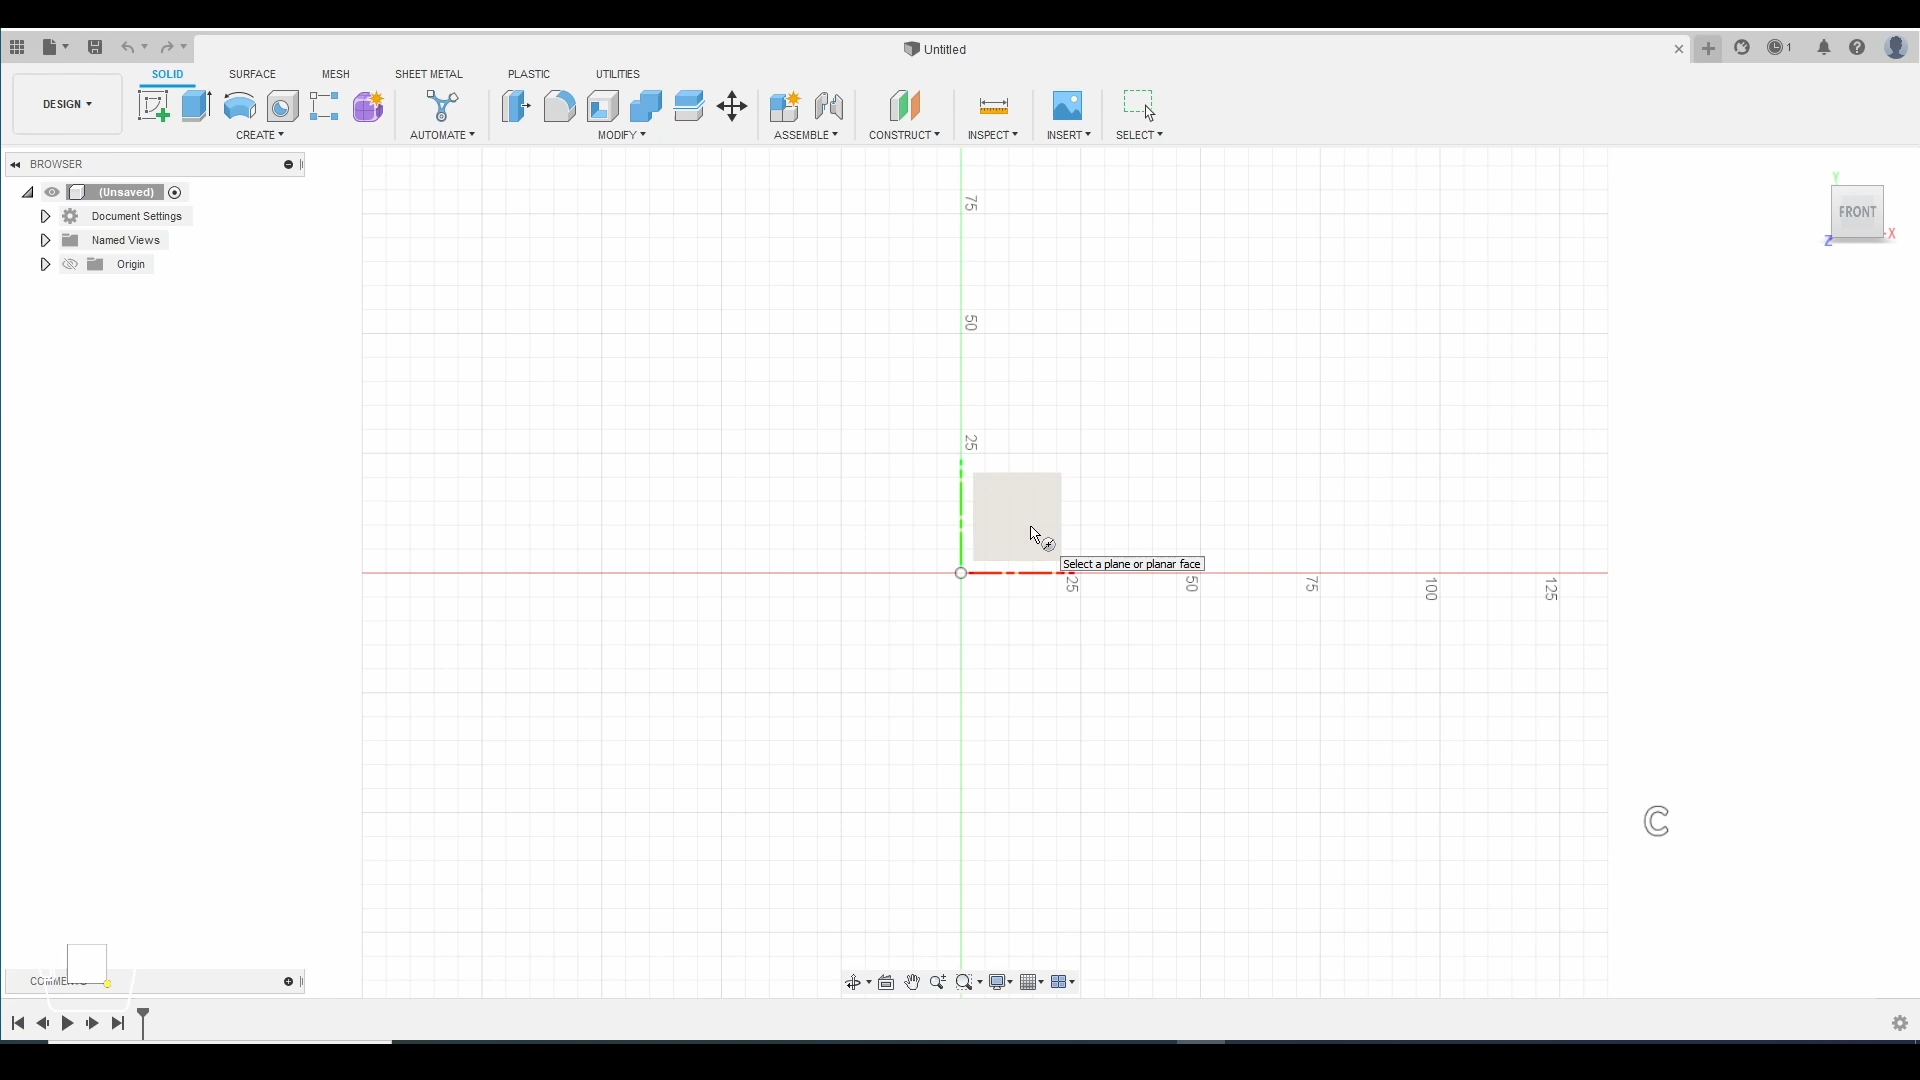 Untitled
1
SOLID SURFACE MESH SHEET METAL PLASTIC UTILITIES
DESIGN
CREATE AUTOMATE MODIFY ASSEMBLE CONSTRUCT INSPECT INSERT SELECT
BROWSER
(Unsaved)
Document Settings
Named Views
Origin
Y
FRONT
X
Z
75
50
25
Select a plane or planar face
25 50 75 100 125
C